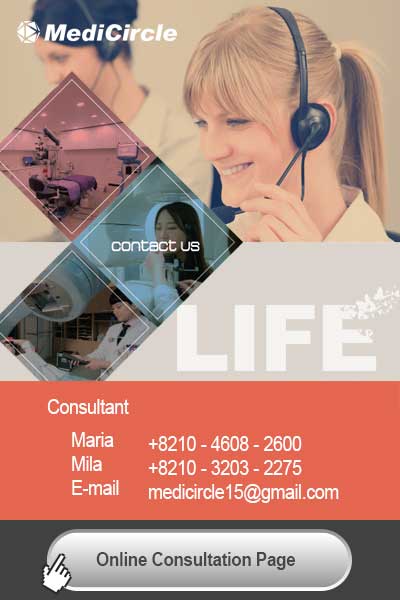 MediCircle
contact us
LIFE
Consultant
Maria +8210 - 4608 - 2600
Mila +8210 - 3203 - 2275
E-mail medicircle15@gmail.com
Online Consultation Page